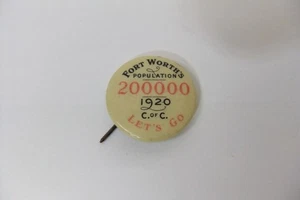 FORT WORTH'S
POPULATION
200000
1920
C. OF C.
LET'S GO